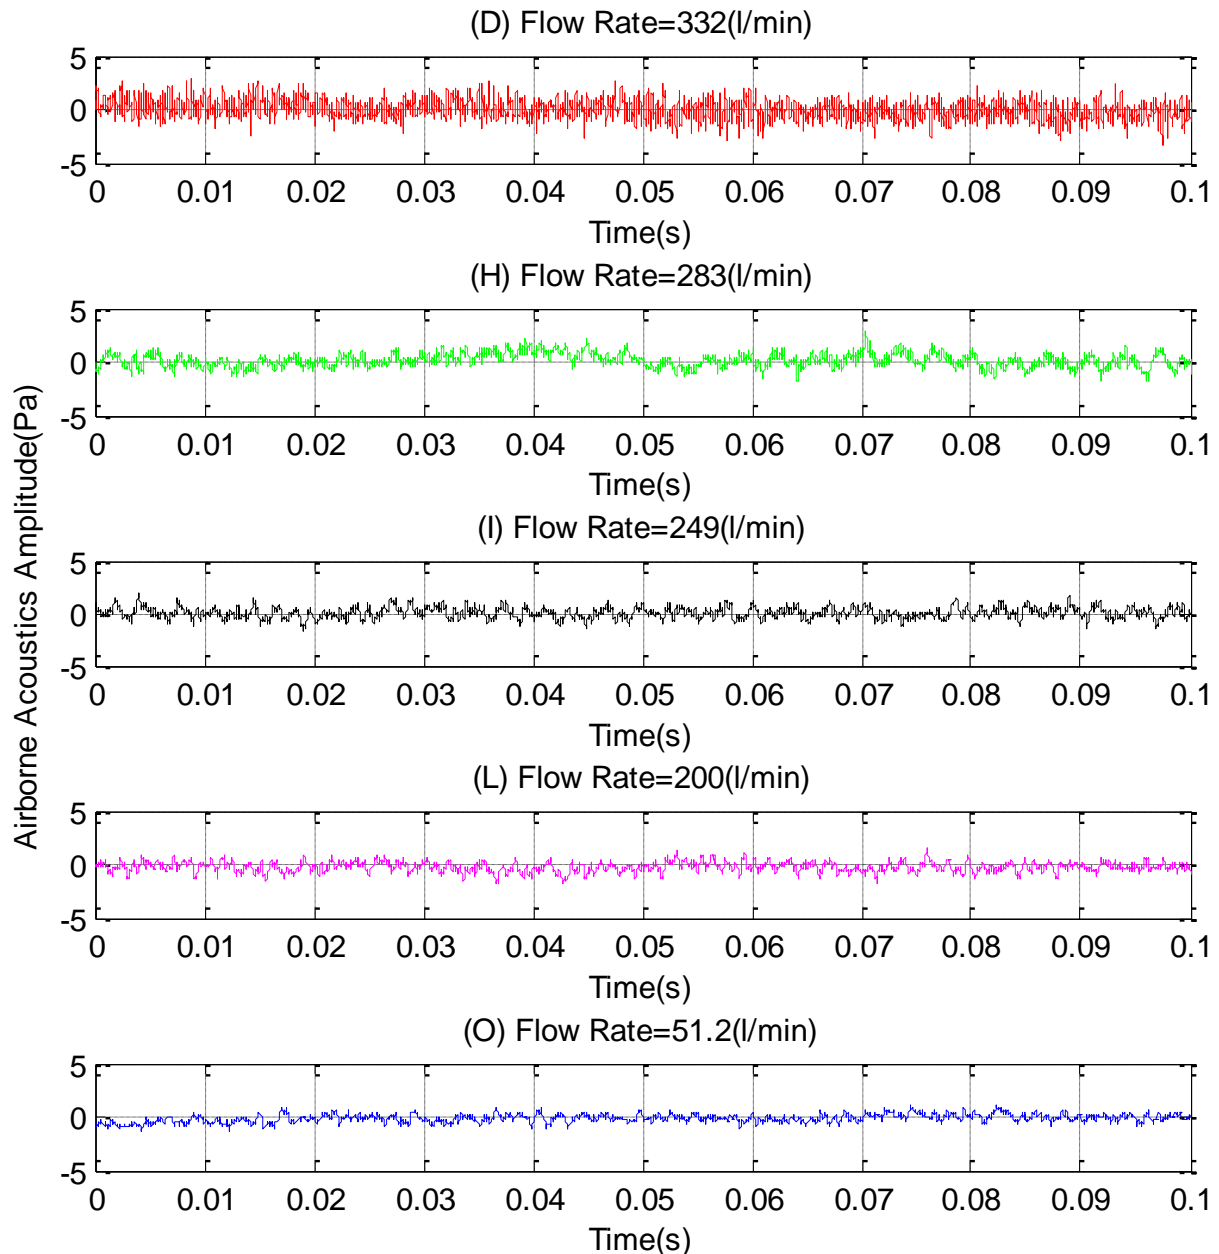 (D) Flow Rate=332(l/min)
5
0
-5
0 0.01 0.02 0.03 0.04 0.05 0.06 0.07 0.08 0.09 0.1
Time(s)
(H) Flow Rate=283(l/min)
5
0
-5
0 0.01 0.02 0.03 0.04 0.05 0.06 0.07 0.08 0.09 0.1
Time(s)
(I) Flow Rate=249(l/min)
5
0
-5
0 0.01 0.02 0.03 0.04 0.05 0.06 0.07 0.08 0.09 0.1
Time(s)
(L) Flow Rate=200(l/min)
5
0
-5
0 0.01 0.02 0.03 0.04 0.05 0.06 0.07 0.08 0.09 0.1
Time(s)
(O) Flow Rate=51.2(l/min)
5
0
-5
0 0.01 0.02 0.03 0.04 0.05 0.06 0.07 0.08 0.09 0.1
Time(s)
Airborne Acoustics Amplitude(Pa)